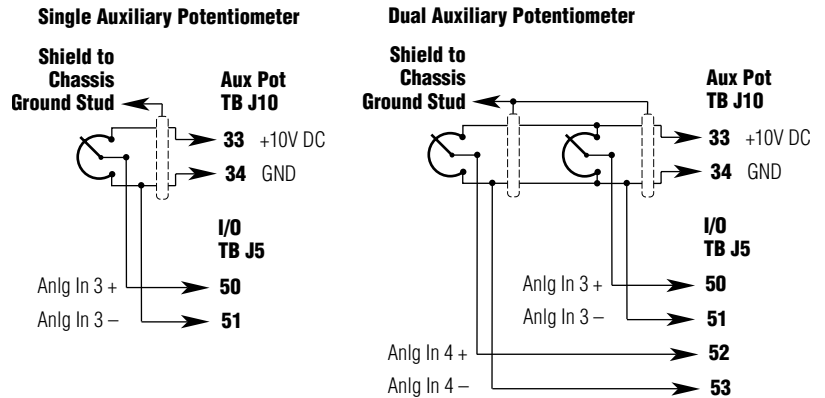 Single Auxiliary Potentiometer
Shield to
Chassis
Ground Stud
Aux Pot
TB J10
33 +10V DC
34 GND
I/O
TB J5
Anlg In 3 + 50
Anlg In 3 – 51
Dual Auxiliary Potentiometer
Shield to
Chassis
Ground Stud
Aux Pot
TB J10
33 +10V DC
34 GND
I/O
TB J5
Anlg In 3 + 50
Anlg In 3 – 51
Anlg In 4 + 52
Anlg In 4 – 53